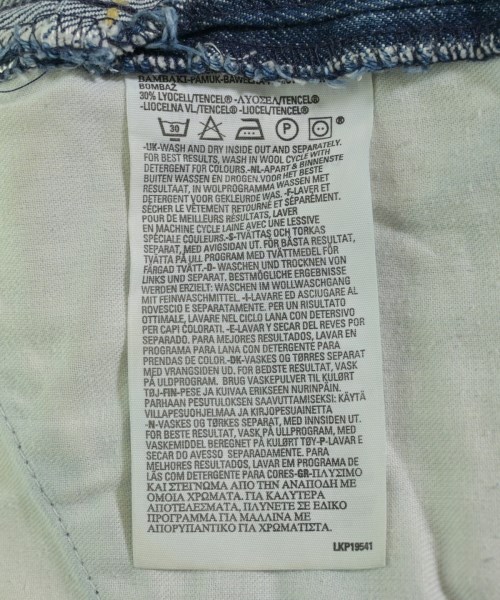 BAMBAKI-PAMUK-BAWEŁNA
BOMBAŽ
30% LYOCELL/TENCEL® -ΛΥΟΣΕΛ/TENCEL®
-LIOCELNA VL/TENCEL® -LIOCEL/TENCEL®
30 P ®
-UK-WASH AND DRY INSIDE OUT AND SEPARATELY.
FOR BEST RESULTS, WASH IN WOOL CYCLE WITH
DETERGENT FOR COLOURS.-NL-APART & BINNENSTE
BUITEN WASSEN EN DROGEN.VOOR HET BESTE
RESULTAAT, IN WOLPROGRAMMA WASSEN MET
DETERGENT VOOR GEKLEURDE WAS.-F-LAVER ET
SÉCHER LE VÊTEMENT RETOURNÉ ET SÉPARÉMENT.
POUR DE MEILLEURS RÉSULTATS, LAVER
EN MACHINE CYCLE LAINE AVEC UNE LESSIVE
SPÉCIALE COULEURS.-S-TVÄTTAS OCH TORKAS
SEPARAT, MED AVIGSIDAN UT. FÖR BÄSTA RESULTAT,
TVÄTTA PÅ ULL PROGRAM MED TVÄTTMEDEL FÖR
FÄRGAD TVÄTT.-D- WASCHEN UND TROCKNEN VON
LINKS UND SEPARAT. BESTMÖGLICHE ERGEBNISSE
WERDEN ERZIELT: WASCHEN IM WOLLWASCHGANG
MIT FEINWASCHMITTEL.-I-LAVARE ED ASCIUGARE AL
ROVESCIO E SEPARATAMENTE. PER UN RISULTATO
OTTIMALE, LAVARE NEL CICLO LANA CON DETERSIVO
PER CAPI COLORATI.-E-LAVAR Y SECAR DEL REVES POR
SEPARADO. PARA MEJORES RESULTADOS, LAVAR EN
PROGRAMA PARA LANA CON DETERGENTE PARA
PRENDAS DE COLOR.-DK-VASKES OG TØRRES SEPARAT
MED VRANGSIDEN UD. FOR BEDSTE RESULTAT, VASK
PÅ ULDPROGRAM. BRUG VASKEPULVER TIL KULØRT
TØJ-FIN-PESE JA KUIVAA ERIKSEEN NURINPÄIN.
PARHAAN PESUTULOKSEN SAAVUTTAMISEKSI: KÄYTÄ
VILLAPESUOHJELMAA JA KIRJOPESUAINETTA
-N-VASKES OG TØRKES SEPARAT, MED INNSIDEN UT.
FOR BEST RESULTAT, VASK PÅ ULLPROGRAM, MED
VASKEMIDDEL BEREGNET PÅ KULØRT TØY-P-LAVAR E
SECAR DO AVESSO SEPARADAMENTE. PARA
MELHORES RESULTADOS, LAVAR EM PROGRAMA DE
LÃS COM DETERGENTE PARA CORES-GR-ΠΛΥΣΙΜΟ
ΚΑΙ ΣΤΕΓΝΩΜΑ ΑΠΟ ΤΗΝ ΑΝΑΠΟΔΗ ΜΕ
ΟΜΟΙΑ ΧΡΩΜΑΤΑ. ΓΙΑ ΚΑΛΥΤΕΡΑ
ΑΠΟΤΕΛΕΣΜΑΤΑ, ΠΛΥΝΕΤΕ ΣΕ ΕΙΔΙΚΟ
ΠΡΟΓΡΑΜΜΑ ΓΙΑ ΜΑΛΛΙΝΑ ΜΕ
ΑΠΟΡΥΠΑΝΤΙΚΟ ΓΙΑ ΧΡΩΜΑΤΙΣΤΑ.
LKP19541